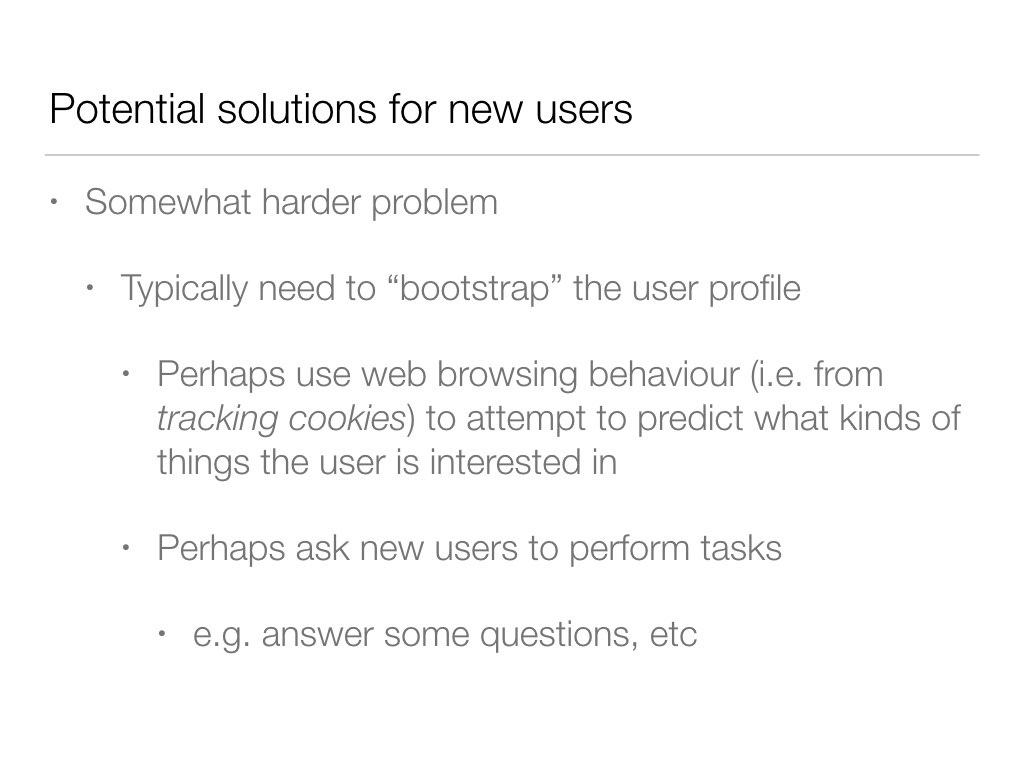 Potential solutions for new users
• Somewhat harder problem
• Typically need to “bootstrap” the user profile
• Perhaps use web browsing behaviour (i.e. from
tracking cookies) to attempt to predict what kinds of
things the user is interested in
• Perhaps ask new users to perform tasks
• e.g. answer some questions, etc